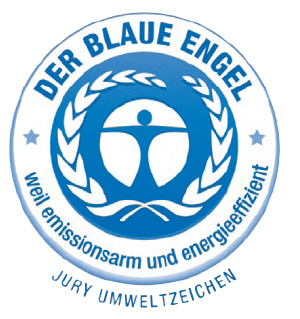 DER BLAUE ENGEL
weil emissionsarm und energieeffizient
JURY UMWELTZEICHEN